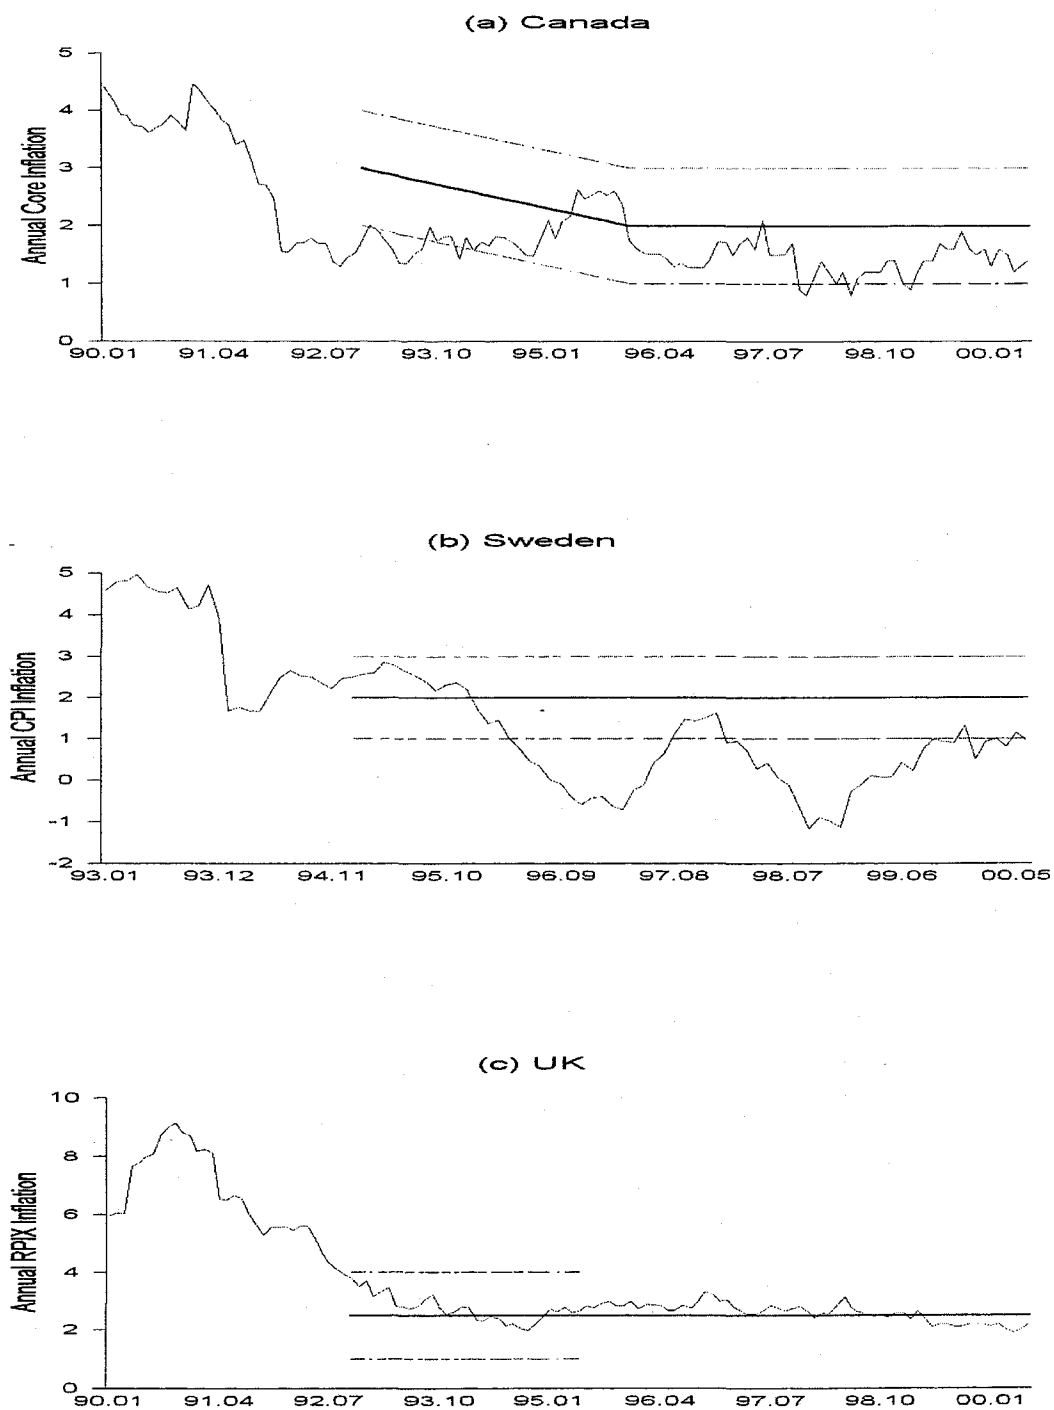 (a) Canada
Annual Core Inflation
5
4
3
2
1
0
90.01 91.04 92.07 93.10 95.01 96.04 97.07 98.10 00.01
(b) Sweden
Annual CPI Inflation
5
4
3
2
1
0
-1
-2
93.01 93.12 94.11 95.10 96.09 97.08 98.07 99.06 00.05
(c) UK
Annual RPIX Inflation
10
8
6
4
2
0
90.01 91.04 92.07 93.10 95.01 96.04 97.07 98.10 00.01